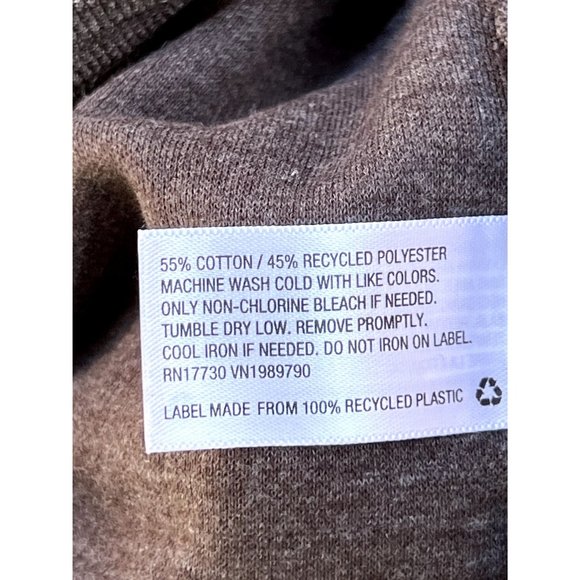 55% COTTON / 45% RECYCLED POLYESTER
MACHINE WASH COLD WITH LIKE COLORS.
ONLY NON-CHLORINE BLEACH IF NEEDED.
TUMBLE DRY LOW. REMOVE PROMPTLY.
COOL IRON IF NEEDED. DO NOT IRON ON LABEL.
RN17730 VN1989790
LABEL MADE FROM 100% RECYCLED PLASTIC